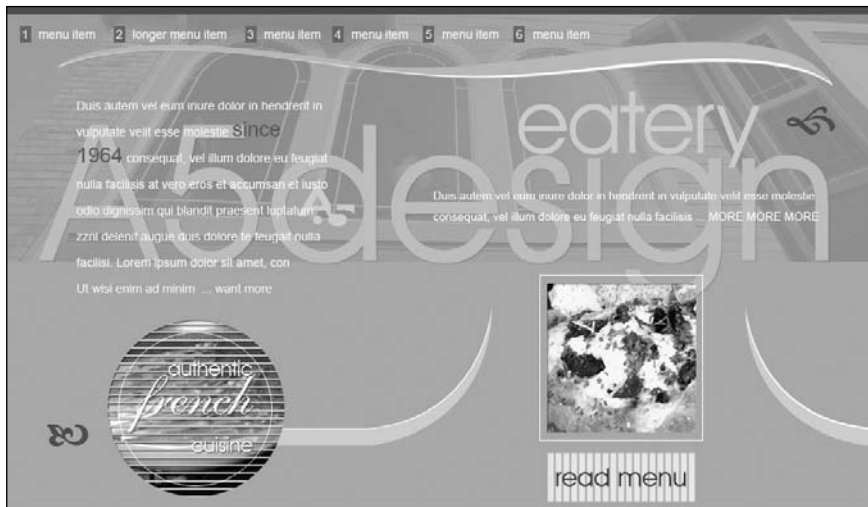 1 menu item 2 longer menu item 3 menu item 4 menu item 5 menu item 6 menu item
eatery
A5design
Duis autem vel eum iriure dolor in hendrerit in
vulputate velit esse molestie since
1964 consequat, vel illum dolore eu feugiat
nulla facilisis at vero eros et accumsan et iusto
odio dignissim qui blandit praesent luptatum
zzril delenit augue duis dolore te feugait nulla
facilisi. Lorem ipsum dolor sit amet, con
Ut wisi enim ad minim ... want more
Duis autem vel eum iriure dolor in hendrerit in vulputate velit esse molestie
consequat, vel illum dolore eu feugiat nulla facilisis ... MORE MORE MORE
authentic
french
cuisine
read menu